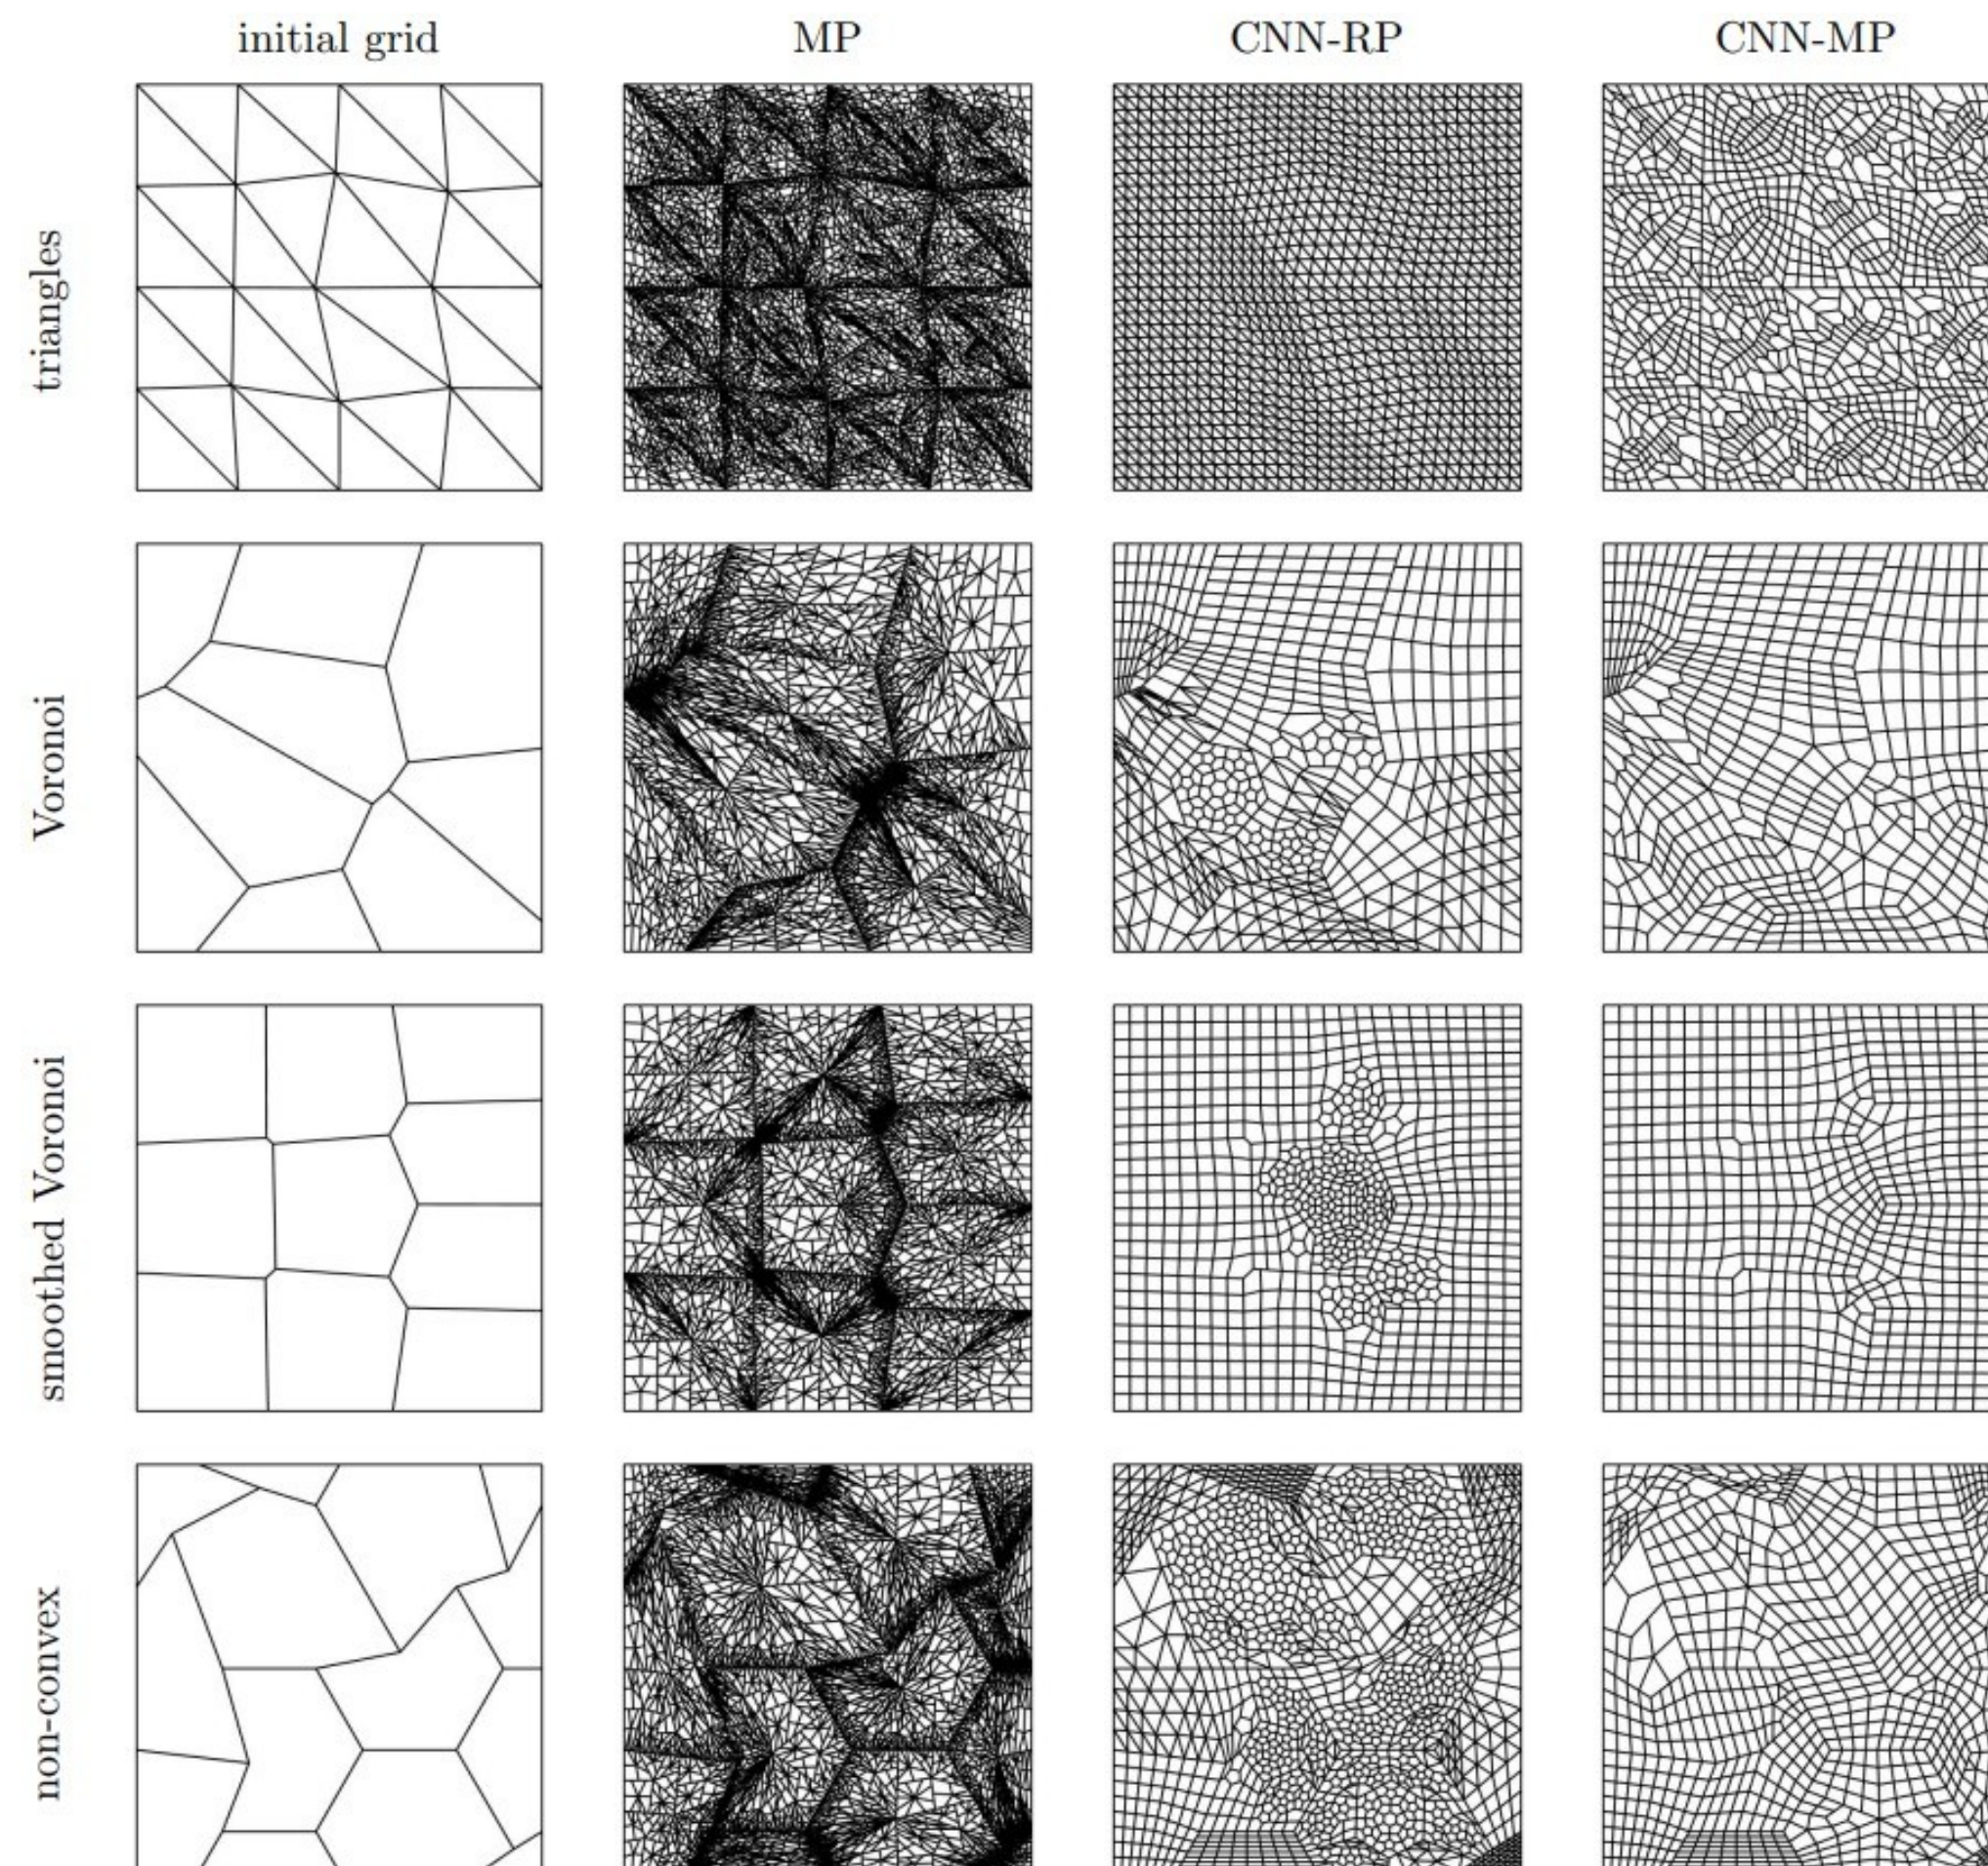 initial grid
MP
CNN-RP
CNN-MP
triangles
Voronoi
smoothed Voronoi
non-convex